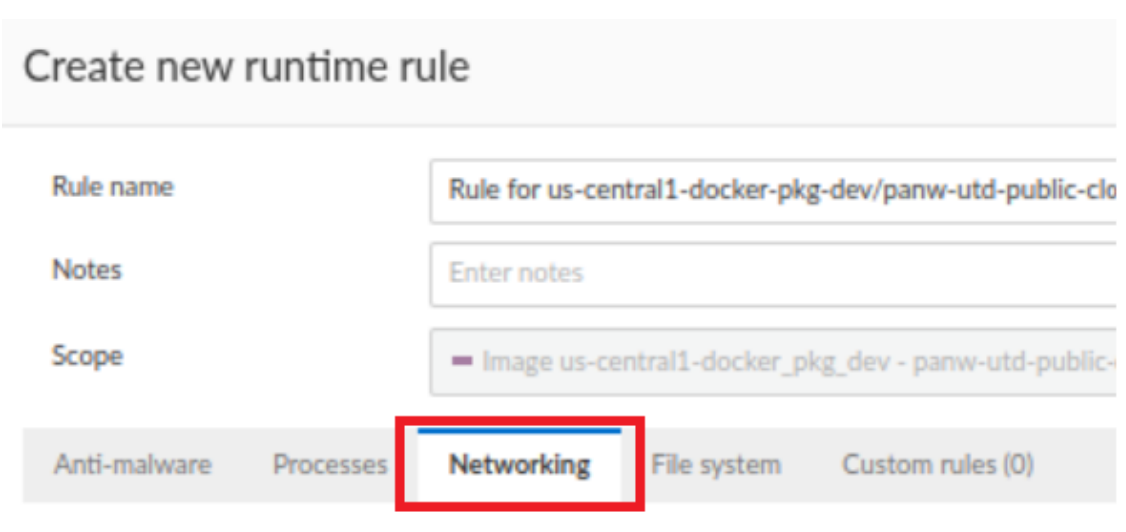 Create new runtime rule
Rule name
Rule for us-central1-docker-pkg-dev/panw-utd-public-clo
Notes
Enter notes
Scope
Image us-central1-docker_pkg_dev - panw-utd-public-
Anti-malware Processes Networking File system Custom rules (0)